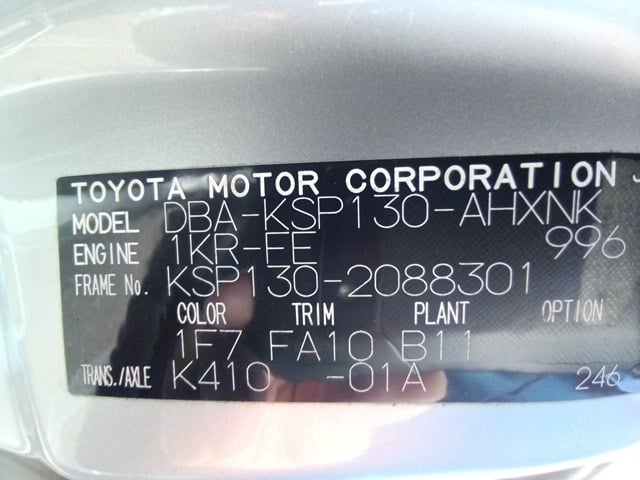 TOYOTA MOTOR CORPORATION J
MODEL DBA-KSP130-AHXNK
ENGINE 1KR-FE 996
FRAME No. KSP130-2088301
COLOR TRIM PLANT OPTION
1F7 FA10 B11
TRANS./AXLE K410 -01A 246